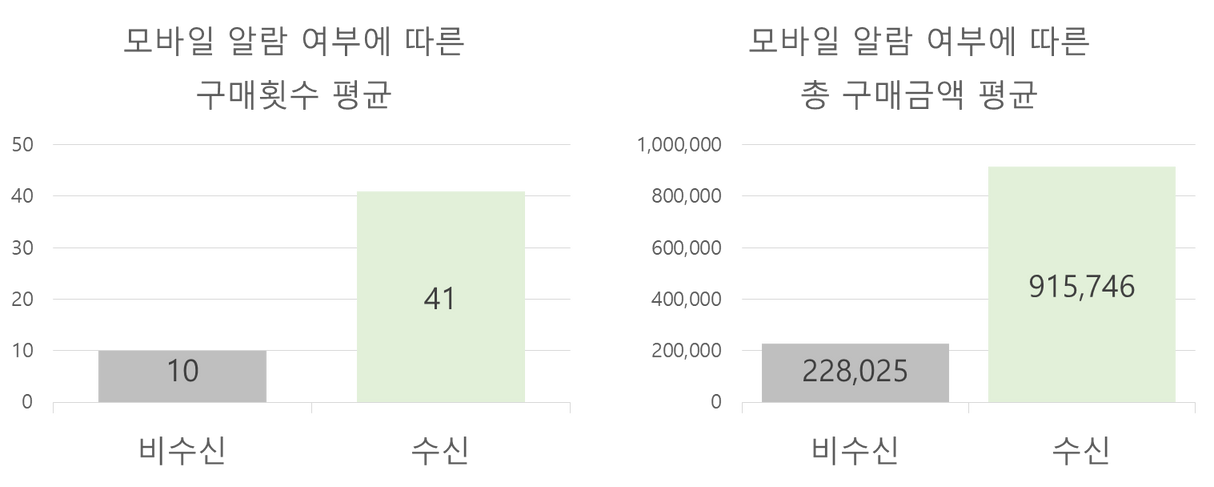 모바일 알람 여부에 따른
구매횟수 평균
50
40
30
20
10
0
10
41
비수신
수신
모바일 알람 여부에 따른
총 구매금액 평균
1,000,000
800,000
600,000
400,000
200,000
0
228,025
915,746
비수신
수신